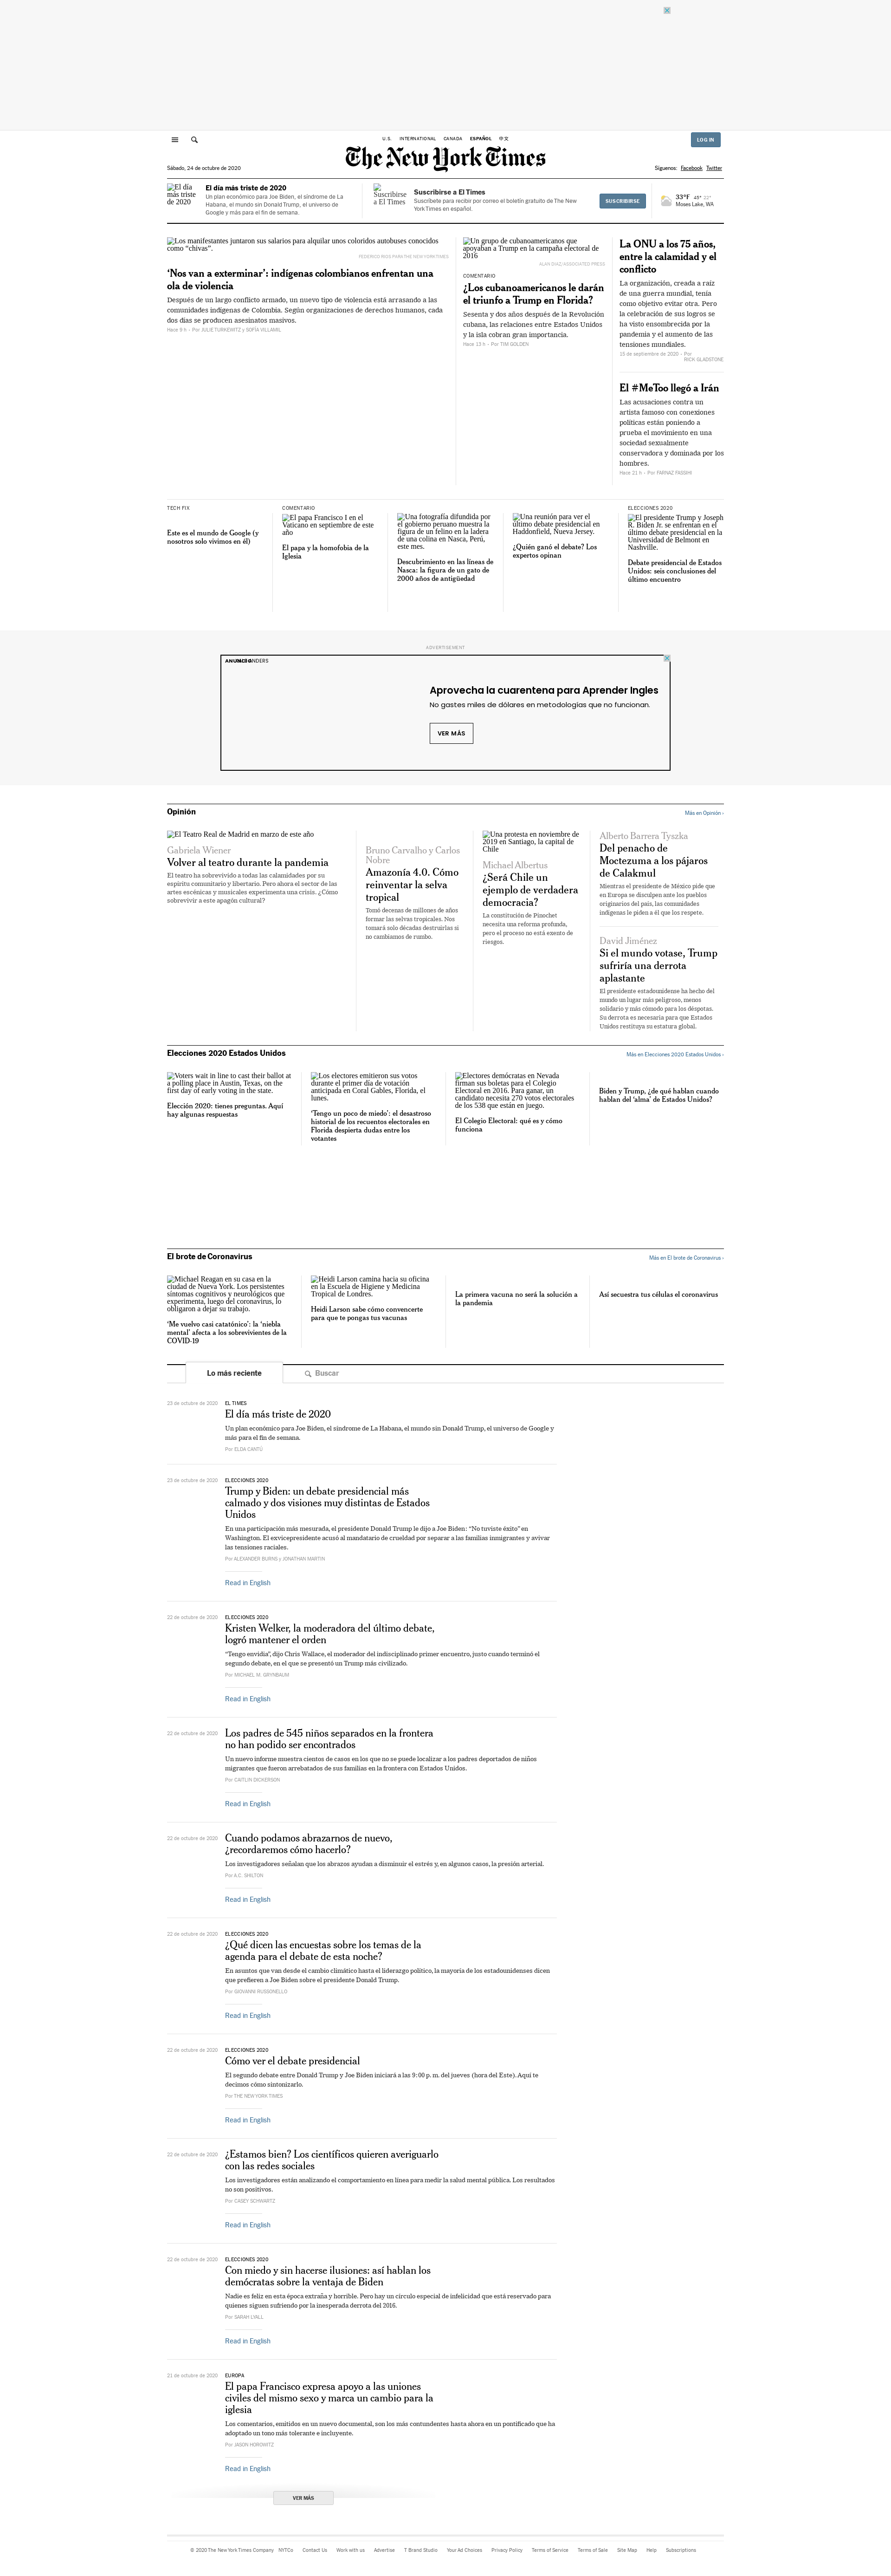 U.S. INTERNATIONAL CANADA ESPAÑOL 中文
LOG IN
The New York Times
Sábado, 24 de octubre de 2020
Síguenos: Facebook Twitter
El día más triste de 2020
El día más triste de 2020
Un plan económico para Joe Biden, el síndrome de La Habana, el mundo sin Donald Trump, el universo de Google y más para el fin de semana.
Suscribirse a El Times
Suscribirse a El Times
Suscríbete para recibir por correo el boletín gratuito de The New York Times en español.
SUSCRIBIRSE
33°F 45° 22°
Moses Lake, WA
Los manifestantes juntaron sus salarios para alquilar unos coloridos autobuses conocidos como “chivas”.
FEDERICO RIOS PARA THE NEW YORK TIMES
‘Nos van a exterminar’: indígenas colombianos enfrentan una ola de violencia
Después de un largo conflicto armado, un nuevo tipo de violencia está arrasando a las comunidades indígenas de Colombia. Según organizaciones de derechos humanos, cada dos días se producen asesinatos masivos.
Hace 9 h - Por JULIE TURKEWITZ y SOFÍA VILLAMIL
Un grupo de cubanoamericanos que apoyaban a Trump en la campaña electoral de 2016
ALAN DIAZ/ASSOCIATED PRESS
COMENTARIO
¿Los cubanoamericanos le darán el triunfo a Trump en Florida?
Sesenta y dos años después de la Revolución cubana, las relaciones entre Estados Unidos y la isla cobran gran importancia.
Hace 13 h - Por TIM GOLDEN
La ONU a los 75 años, entre la calamidad y el conflicto
La organización, creada a raíz de una guerra mundial, tenía como objetivo evitar otra. Pero la celebración de sus logros se ha visto ensombrecida por la pandemia y el aumento de las tensiones mundiales.
15 de septiembre de 2020 - Por RICK GLADSTONE
El #MeToo llegó a Irán
Las acusaciones contra un artista famoso con conexiones políticas están poniendo a prueba el movimiento en una sociedad sexualmente conservadora y dominada por los hombres.
Hace 21 h - Por FARNAZ FASSIHI
TECH FIX
Este es el mundo de Google (y nosotros solo vivimos en él)
COMENTARIO
El papa Francisco I en el Vaticano en septiembre de este año
El papa y la homofobia de la Iglesia
Una fotografía difundida por el gobierno peruano muestra la figura de un felino en la ladera de una colina en Nasca, Perú, este mes.
Descubrimiento en las líneas de Nasca: la figura de un gato de 2000 años de antigüedad
Una reunión para ver el último debate presidencial en Haddonfield, Nueva Jersey.
¿Quién ganó el debate? Los expertos opinan
ELECCIONES 2020
El presidente Trump y Joseph R. Biden Jr. se enfrentan en el último debate presidencial en la Universidad de Belmont en Nashville.
Debate presidencial de Estados Unidos: seis conclusiones del último encuentro
ADVERTISEMENT
ANUNCIO
Aprovecha la cuarentena para Aprender Ingles
No gastes miles de dólares en metodologías que no funcionan.
VER MÁS
Opinión
Más en Opinión ›
El Teatro Real de Madrid en marzo de este año
Gabriela Wiener
Volver al teatro durante la pandemia
El teatro ha sobrevivido a todas las calamidades por su espíritu comunitario y libertario. Pero ahora el sector de las artes escénicas y musicales experimenta una crisis. ¿Cómo sobrevivir a este apagón cultural?
Bruno Carvalho y Carlos Nobre
Amazonía 4.0. Cómo reinventar la selva tropical
Tomó decenas de millones de años formar las selvas tropicales. Nos tomará solo décadas destruirlas si no cambiamos de rumbo.
Una protesta en noviembre de 2019 en Santiago, la capital de Chile
Michael Albertus
¿Será Chile un ejemplo de verdadera democracia?
La constitución de Pinochet necesita una reforma profunda, pero el proceso no está exento de riesgos.
Alberto Barrera Tyszka
Del penacho de Moctezuma a los pájaros de Calakmul
Mientras el presidente de México pide que en Europa se disculpen ante los pueblos originarios del país, las comunidades indígenas le piden a él que los respete.
David Jiménez
Si el mundo votase, Trump sufriría una derrota aplastante
El presidente estadounidense ha hecho del mundo un lugar más peligroso, menos solidario y más cómodo para los déspotas. Su derrota es necesaria para que Estados Unidos restituya su estatura global.
Elecciones 2020 Estados Unidos
Más en Elecciones 2020 Estados Unidos ›
Voters wait in line to cast their ballot at a polling place in Austin, Texas, on the first day of early voting in the state.
Elección 2020: tienes preguntas. Aquí hay algunas respuestas
Los electores emitieron sus votos durante el primer día de votación anticipada en Coral Gables, Florida, el lunes.
‘Tengo un poco de miedo’: el desastroso historial de los recuentos electorales en Florida despierta dudas entre los votantes
Electores demócratas en Nevada firman sus boletas para el Colegio Electoral en 2016. Para ganar, un candidato necesita 270 votos electorales de los 538 que están en juego.
El Colegio Electoral: qué es y cómo funciona
Biden y Trump, ¿de qué hablan cuando hablan del ‘alma’ de Estados Unidos?
El brote de Coronavirus
Más en El brote de Coronavirus ›
Michael Reagan en su casa en la ciudad de Nueva York. Los persistentes síntomas cognitivos y neurológicos que experimenta, luego del coronavirus, lo obligaron a dejar su trabajo.
‘Me vuelvo casi catatónico’: la ‘niebla mental’ afecta a los sobrevivientes de la COVID-19
Heidi Larson camina hacia su oficina en la Escuela de Higiene y Medicina Tropical de Londres.
Heidi Larson sabe cómo convencerte para que te pongas tus vacunas
La primera vacuna no será la solución a la pandemia
Así secuestra tus células el coronavirus
Lo más reciente
Buscar
23 de octubre de 2020
EL TIMES
El día más triste de 2020
Un plan económico para Joe Biden, el síndrome de La Habana, el mundo sin Donald Trump, el universo de Google y más para el fin de semana.
Por ELDA CANTÚ
23 de octubre de 2020
ELECCIONES 2020
Trump y Biden: un debate presidencial más calmado y dos visiones muy distintas de Estados Unidos
En una participación más mesurada, el presidente Donald Trump le dijo a Joe Biden: “No tuviste éxito” en Washington. El exvicepresidente acusó al mandatario de crueldad por separar a las familias inmigrantes y avivar las tensiones raciales.
Por ALEXANDER BURNS y JONATHAN MARTIN
Read in English
22 de octubre de 2020
ELECCIONES 2020
Kristen Welker, la moderadora del último debate, logró mantener el orden
“Tengo envidia”, dijo Chris Wallace, el moderador del indisciplinado primer encuentro, justo cuando terminó el segundo debate, en el que se presentó un Trump más civilizado.
Por MICHAEL M. GRYNBAUM
Read in English
22 de octubre de 2020
Los padres de 545 niños separados en la frontera no han podido ser encontrados
Un nuevo informe muestra cientos de casos en los que no se puede localizar a los padres deportados de niños migrantes que fueron arrebatados de sus familias en la frontera con Estados Unidos.
Por CAITLIN DICKERSON
Read in English
22 de octubre de 2020
Cuando podamos abrazarnos de nuevo, ¿recordaremos cómo hacerlo?
Los investigadores señalan que los abrazos ayudan a disminuir el estrés y, en algunos casos, la presión arterial.
Por A.C. SHILTON
Read in English
22 de octubre de 2020
ELECCIONES 2020
¿Qué dicen las encuestas sobre los temas de la agenda para el debate de esta noche?
En asuntos que van desde el cambio climático hasta el liderazgo político, la mayoría de los estadounidenses dicen que prefieren a Joe Biden sobre el presidente Donald Trump.
Por GIOVANNI RUSSONELLO
Read in English
22 de octubre de 2020
ELECCIONES 2020
Cómo ver el debate presidencial
El segundo debate entre Donald Trump y Joe Biden iniciará a las 9:00 p. m. del jueves (hora del Este). Aquí te decimos cómo sintonizarlo.
Por THE NEW YORK TIMES
Read in English
22 de octubre de 2020
¿Estamos bien? Los científicos quieren averiguarlo con las redes sociales
Los investigadores están analizando el comportamiento en línea para medir la salud mental pública. Los resultados no son positivos.
Por CASEY SCHWARTZ
Read in English
22 de octubre de 2020
ELECCIONES 2020
Con miedo y sin hacerse ilusiones: así hablan los demócratas sobre la ventaja de Biden
Nadie es feliz en esta época extraña y horrible. Pero hay un círculo especial de infelicidad que está reservado para quienes siguen sufriendo por la inesperada derrota del 2016.
Por SARAH LYALL
Read in English
21 de octubre de 2020
EUROPA
El papa Francisco expresa apoyo a las uniones civiles del mismo sexo y marca un cambio para la iglesia
Los comentarios, emitidos en un nuevo documental, son los más contundentes hasta ahora en un pontificado que ha adoptado un tono más tolerante e incluyente.
Por JASON HOROWITZ
Read in English
VER MÁS
© 2020 The New York Times Company NYTCo Contact Us Work with us Advertise T Brand Studio Your Ad Choices Privacy Policy Terms of Service Terms of Sale Site Map Help Subscriptions